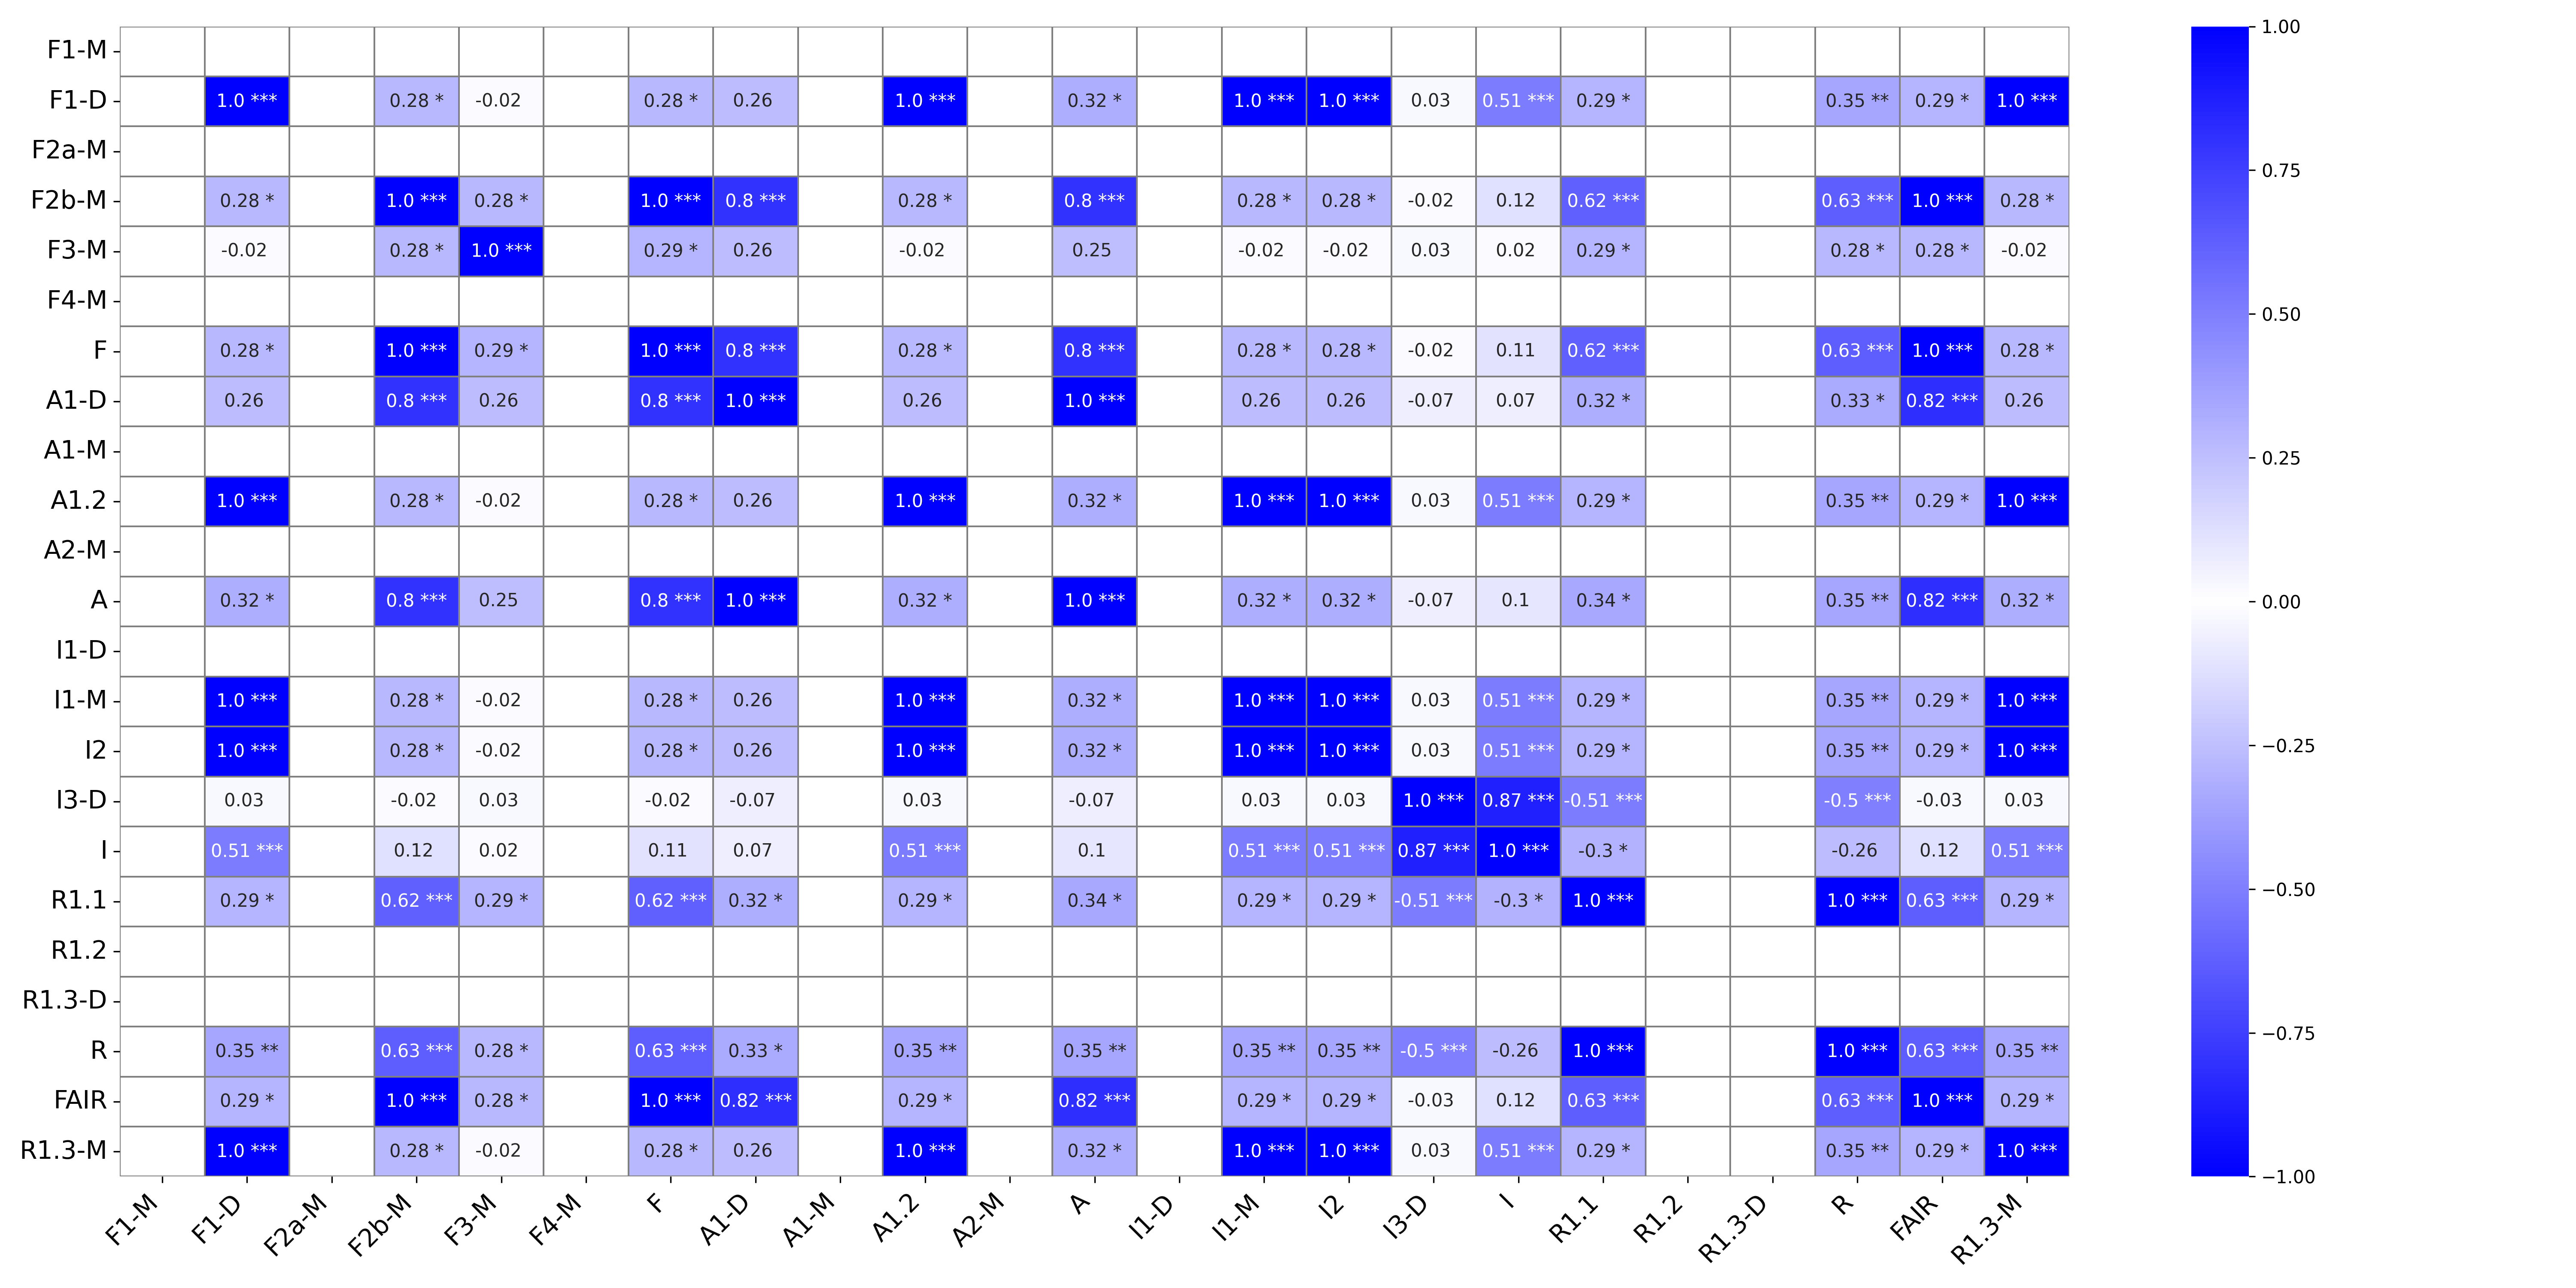 F1-M
F1-D 1.0 *** 0.28 * -0.02 0.28 * 0.26 1.0 *** 0.32 * 1.0 *** 1.0 *** 0.03 0.51 *** 0.29 * 0.35 ** 0.29 * 1.0 ***
F2a-M
F2b-M 0.28 * 1.0 *** 0.28 * 1.0 *** 0.8 *** 0.28 * 0.8 *** 0.28 * 0.28 * -0.02 0.12 0.62 *** 0.63 *** 1.0 *** 0.28 *
F3-M -0.02 0.28 * 1.0 *** 0.29 * 0.26 -0.02 0.25 -0.02 -0.02 0.03 0.02 0.29 * 0.28 * 0.28 * -0.02
F4-M
F 0.28 * 1.0 *** 0.29 * 1.0 *** 0.8 *** 0.28 * 0.8 *** 0.28 * 0.28 * -0.02 0.11 0.62 *** 0.63 *** 1.0 *** 0.28 *
A1-D 0.26 0.8 *** 0.26 0.8 *** 1.0 *** 0.26 1.0 *** 0.26 0.26 -0.07 0.07 0.32 * 0.33 * 0.82 *** 0.26
A1-M
A1.2 1.0 *** 0.28 * -0.02 0.28 * 0.26 1.0 *** 0.32 * 1.0 *** 1.0 *** 0.03 0.51 *** 0.29 * 0.35 ** 0.29 * 1.0 ***
A2-M
A 0.32 * 0.8 *** 0.25 0.8 *** 1.0 *** 0.32 * 1.0 *** 0.32 * 0.32 * -0.07 0.1 0.34 * 0.35 ** 0.82 *** 0.32 *
I1-D
I1-M 1.0 *** 0.28 * -0.02 0.28 * 0.26 1.0 *** 0.32 * 1.0 *** 1.0 *** 0.03 0.51 *** 0.29 * 0.35 ** 0.29 * 1.0 ***
I2 1.0 *** 0.28 * -0.02 0.28 * 0.26 1.0 *** 0.32 * 1.0 *** 1.0 *** 0.03 0.51 *** 0.29 * 0.35 ** 0.29 * 1.0 ***
I3-D 0.03 -0.02 0.03 -0.02 -0.07 0.03 -0.07 0.03 0.03 1.0 *** 0.87 *** -0.51 *** -0.5 *** -0.03 0.03
I 0.51 *** 0.12 0.02 0.11 0.07 0.51 *** 0.1 0.51 *** 0.51 *** 0.87 *** 1.0 *** -0.3 * -0.26 0.12 0.51 ***
R1.1 0.29 * 0.62 *** 0.29 * 0.62 *** 0.32 * 0.29 * 0.34 * 0.29 * 0.29 * -0.51 *** -0.3 * 1.0 *** 1.0 *** 0.63 *** 0.29 *
R1.2
R1.3-D
R 0.35 ** 0.63 *** 0.28 * 0.63 *** 0.33 * 0.35 ** 0.35 ** 0.35 ** 0.35 ** -0.5 *** -0.26 1.0 *** 1.0 *** 0.63 *** 0.35 **
FAIR 0.29 * 1.0 *** 0.28 * 1.0 *** 0.82 *** 0.29 * 0.82 *** 0.29 * 0.29 * -0.03 0.12 0.63 *** 0.63 *** 1.0 *** 0.29 *
R1.3-M 1.0 *** 0.28 * -0.02 0.28 * 0.26 1.0 *** 0.32 * 1.0 *** 1.0 *** 0.03 0.51 *** 0.29 * 0.35 ** 0.29 * 1.0 ***
F1-M F1-D F2a-M F2b-M F3-M F4-M F A1-D A1-M A1.2 A2-M A I1-D I1-M I2 I3-D I R1.1 R1.2 R1.3-D R FAIR R1.3-M
1.00
0.75
0.50
0.25
0.00
−0.25
−0.50
−0.75
−1.00